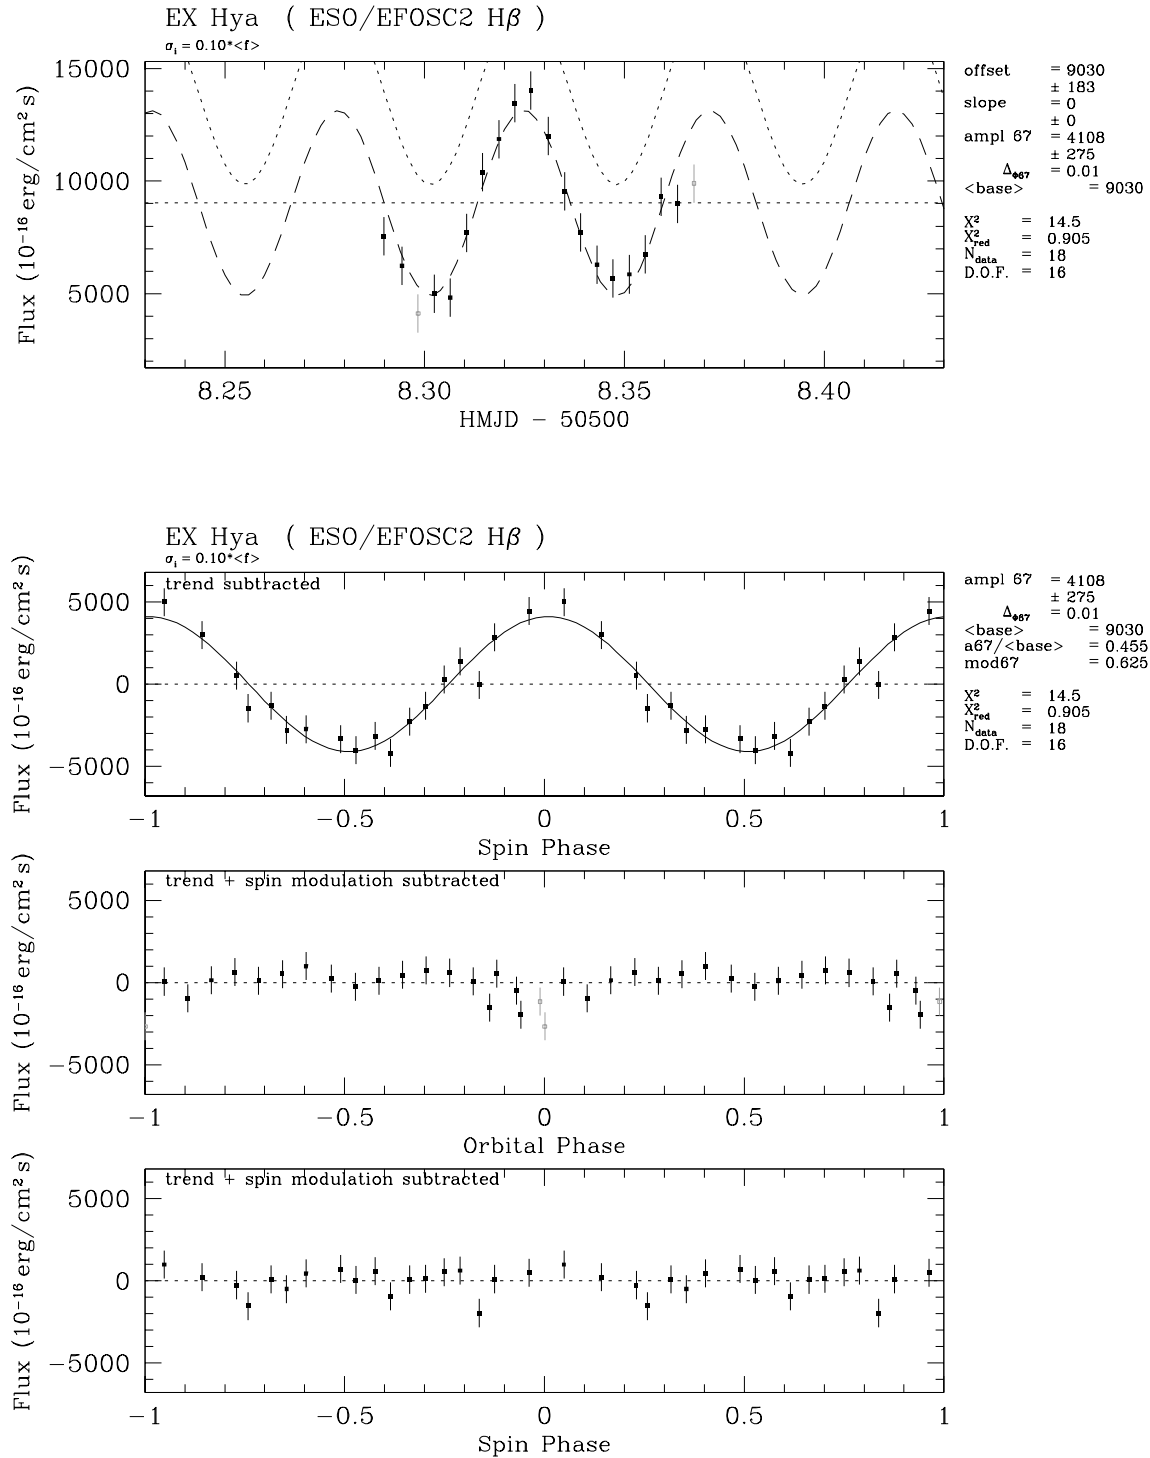 EX Hya ( ESO/EFOSC2 Hβ )
σi = 0.10*<f>
15000
10000
5000
Flux (10−16 erg/cm2 s)
8.25 8.30 8.35 8.40
HMJD − 50500
offset = 9030
± 183
slope = 0
± 0
ampl 67 = 4108
± 275
ΔΦ67 = 0.01
<base> = 9030
X2 = 14.5
X2red = 0.905
Ndata = 18
D.O.F. = 16
EX Hya ( ESO/EFOSC2 Hβ )
σi = 0.10*<f>
trend subtracted
5000
0
−5000
Flux (10−16 erg/cm2 s)
−1 −0.5 0 0.5 1
Spin Phase
ampl 67 = 4108
± 275
ΔΦ67 = 0.01
<base> = 9030
a67/<base> = 0.455
mod67 = 0.625
X2 = 14.5
X2red = 0.905
Ndata = 18
D.O.F. = 16
trend + spin modulation subtracted
5000
0
−5000
Flux (10−16 erg/cm2 s)
−1 −0.5 0 0.5 1
Orbital Phase
trend + spin modulation subtracted
5000
0
−5000
Flux (10−16 erg/cm2 s)
−1 −0.5 0 0.5 1
Spin Phase